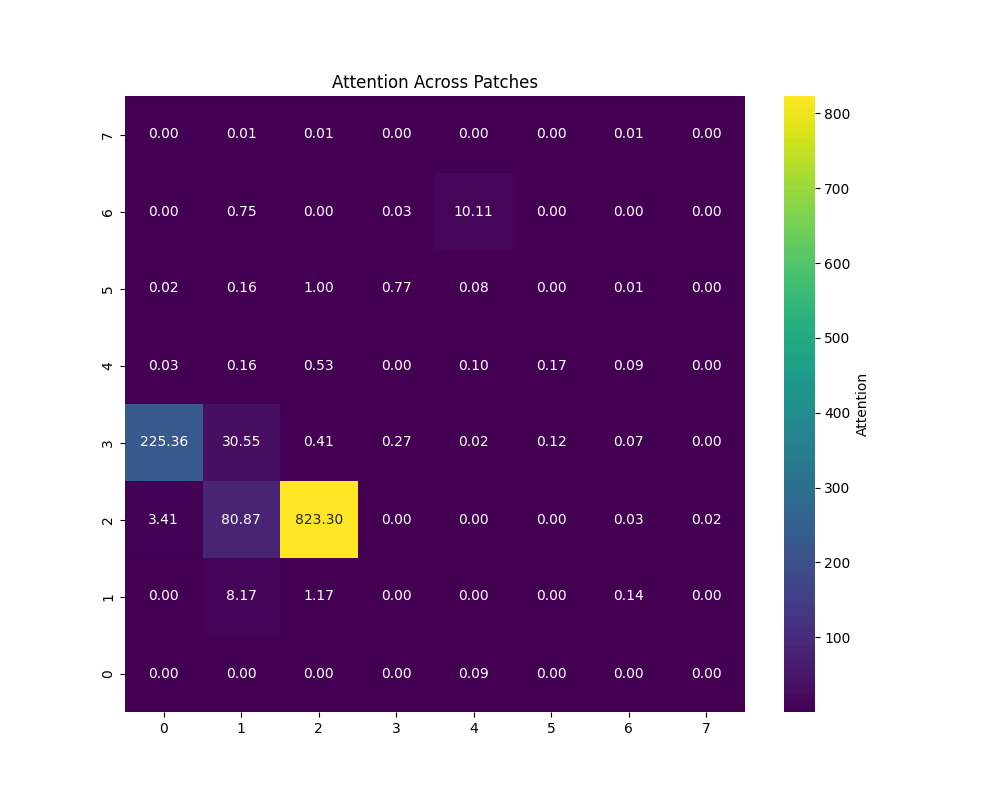 Attention Across Patches
7 0.00 0.01 0.01 0.00 0.00 0.00 0.01 0.00
6 0.00 0.75 0.00 0.03 10.11 0.00 0.00 0.00
5 0.02 0.16 1.00 0.77 0.08 0.00 0.01 0.00
4 0.03 0.16 0.53 0.00 0.10 0.17 0.09 0.00
3 225.36 30.55 0.41 0.27 0.02 0.12 0.07 0.00
2 3.41 80.87 823.30 0.00 0.00 0.00 0.03 0.02
1 0.00 8.17 1.17 0.00 0.00 0.00 0.14 0.00
0 0.00 0.00 0.00 0.00 0.09 0.00 0.00 0.00
0 1 2 3 4 5 6 7
800
700
600
500
400
300
200
100
Attention